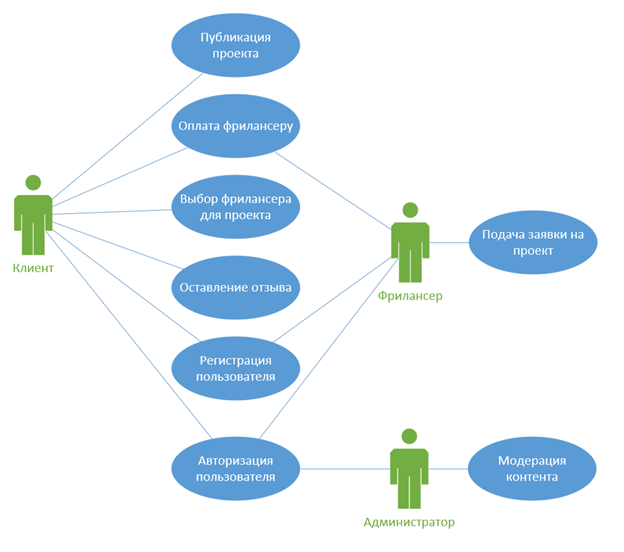 Публикация
проекта
Оплата фрилансеру
Выбор фрилансера
для проекта
Клиент
Подача заявки на
проект
Оставление отзыва
Фрилансер
Регистрация
пользователя
Авторизация
пользователя
Модерация
контента
Администратор